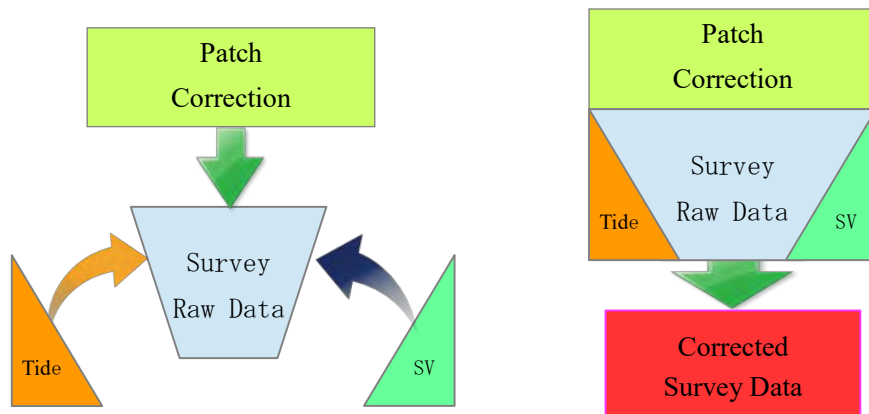 Patch
Correction
Survey
Raw Data
Tide
SV
Patch
Correction
Survey
Raw Data
Tide
SV
Corrected
Survey Data